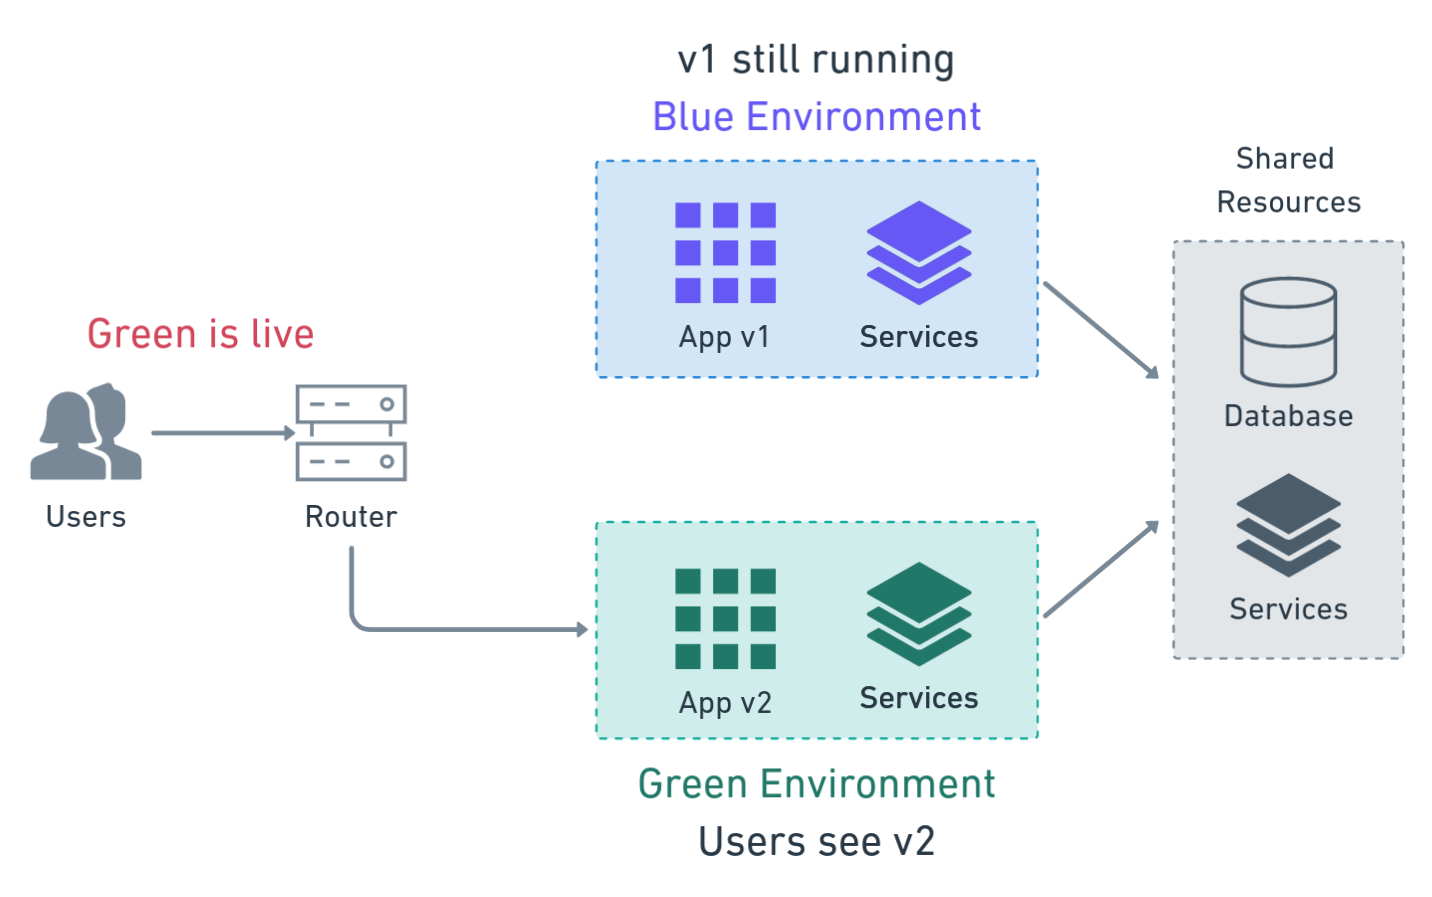 v1 still running
Blue Environment
App v1
Services
Shared
Resources
Database
Services
Green is live
Users
Router
App v2
Services
Green Environment
Users see v2